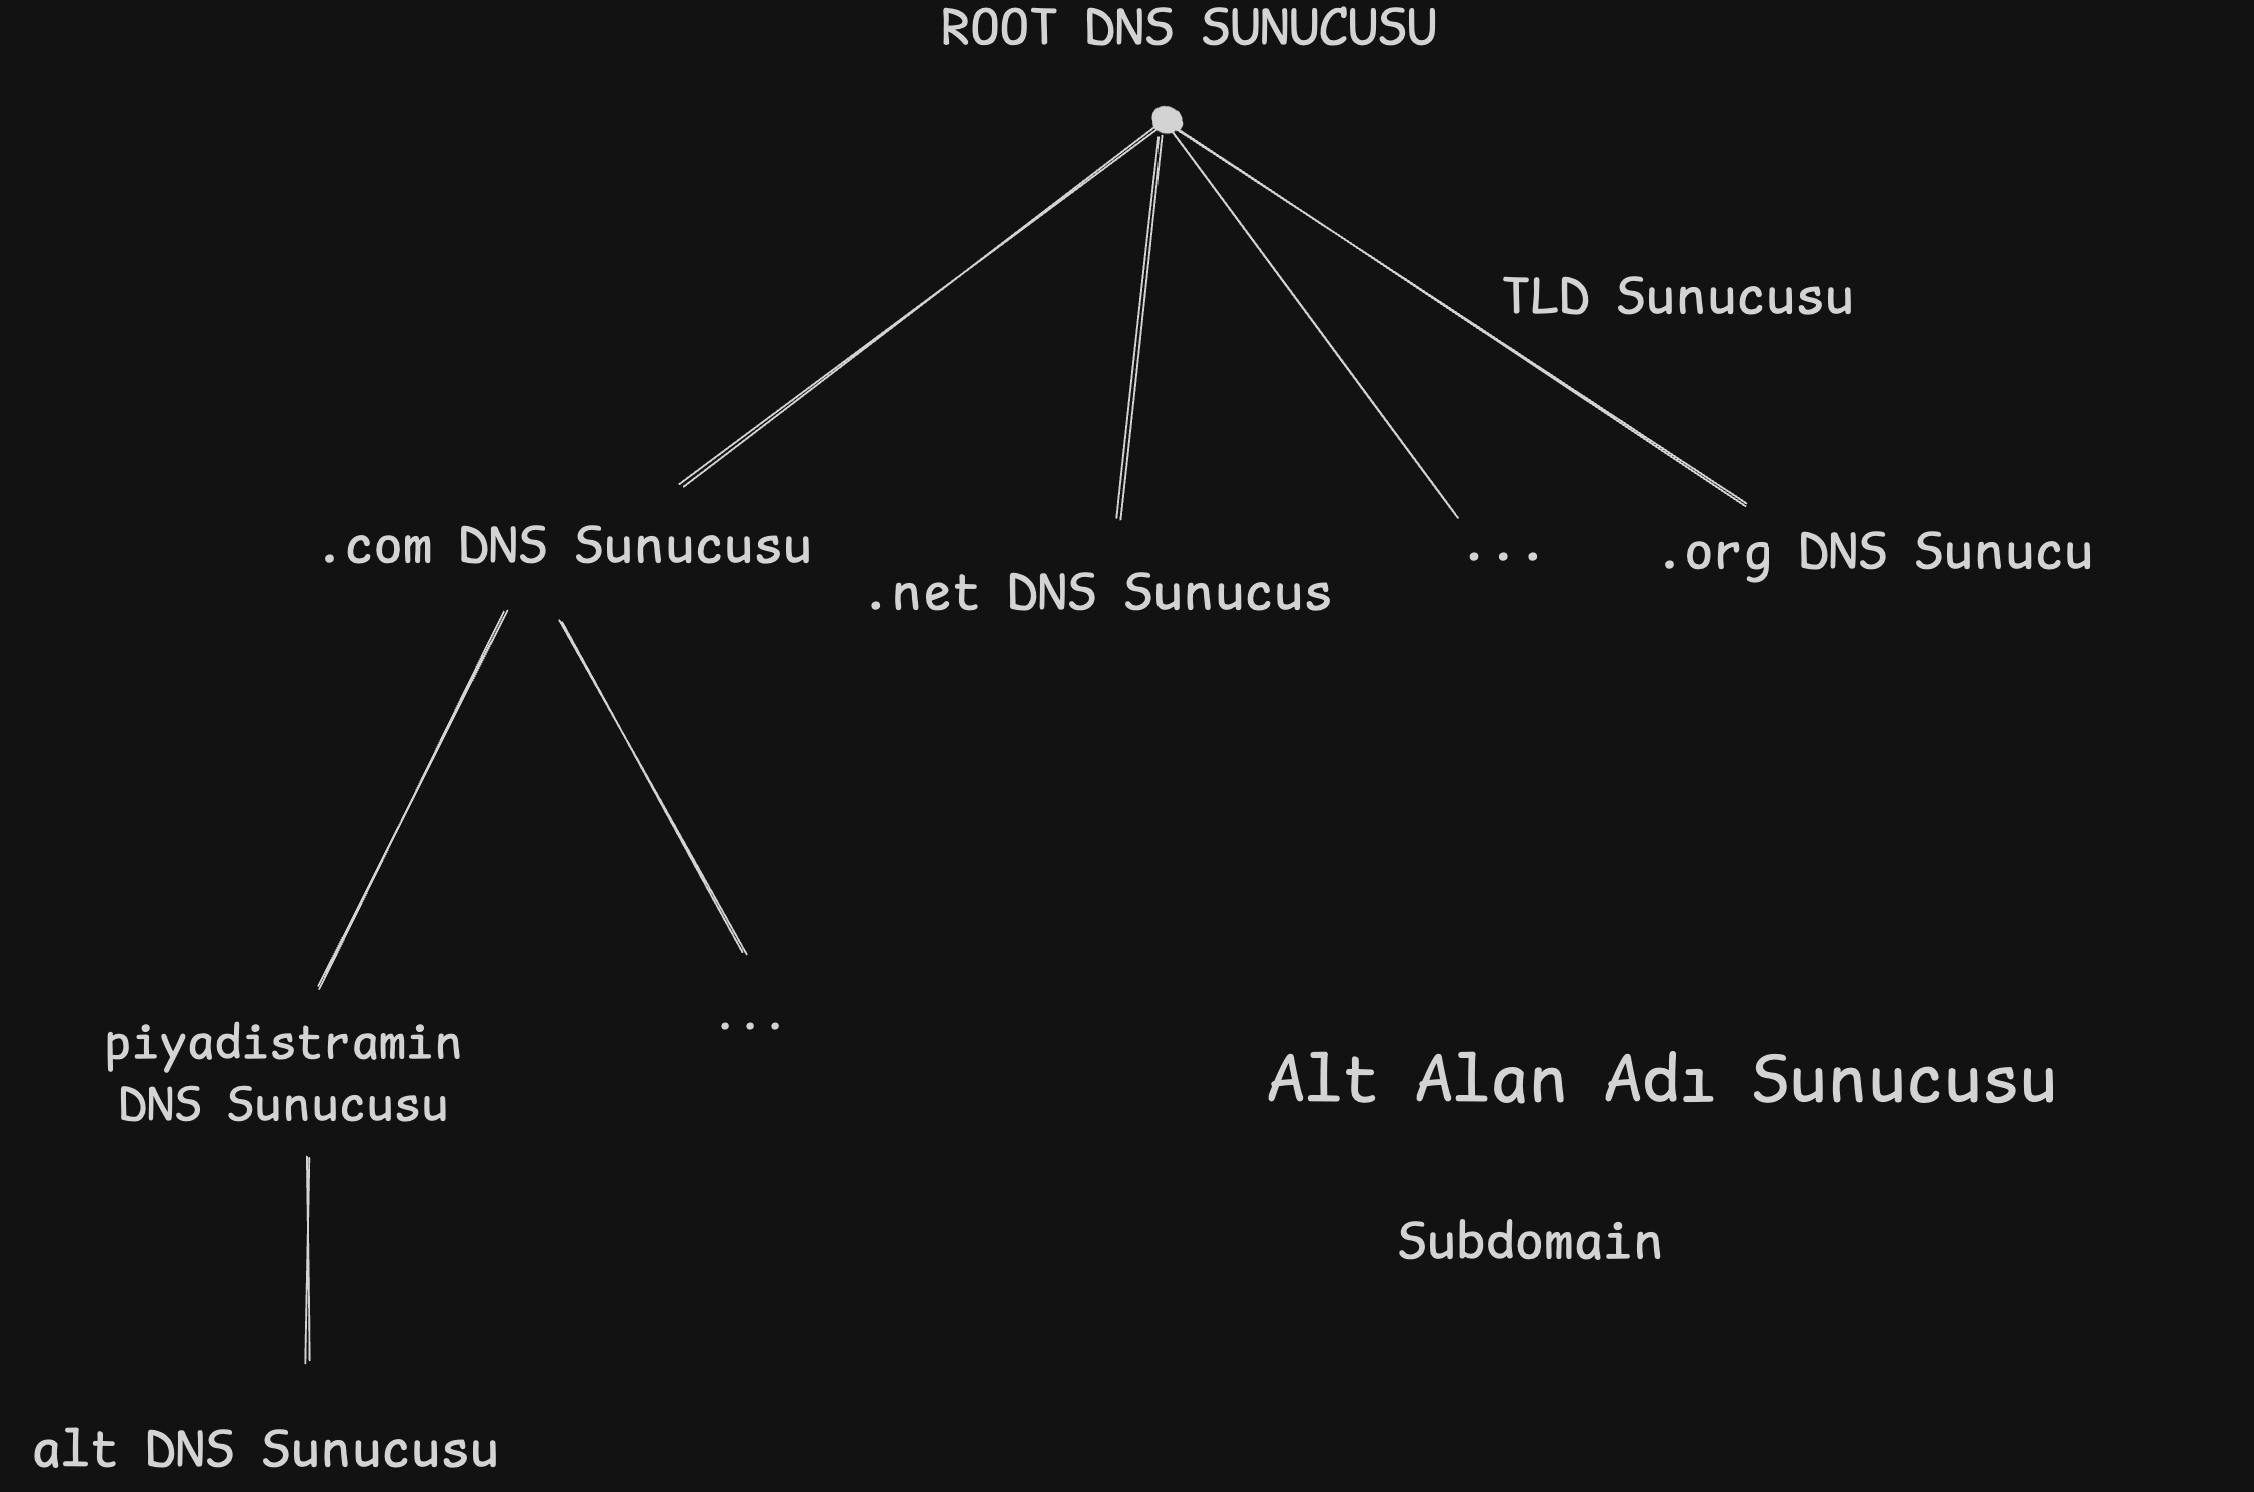 ROOT DNS SUNUCUSU
TLD Sunucusu
.com DNS Sunucusu
.net DNS Sunucus
...
.org DNS Sunucu
piyadistramin
DNS Sunucusu
...
Alt Alan Adı Sunucusu
Subdomain
alt DNS Sunucusu